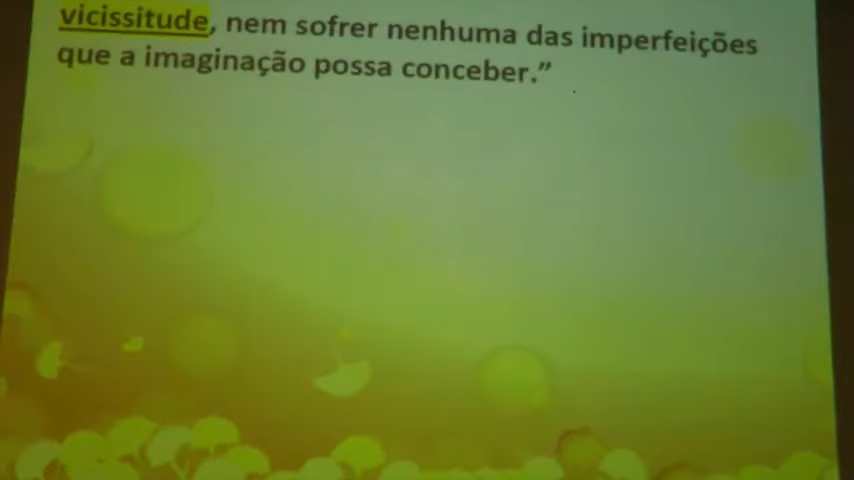 vicissitude, nem sofrer nenhuma das imperfeições
que a imaginação possa conceber.”